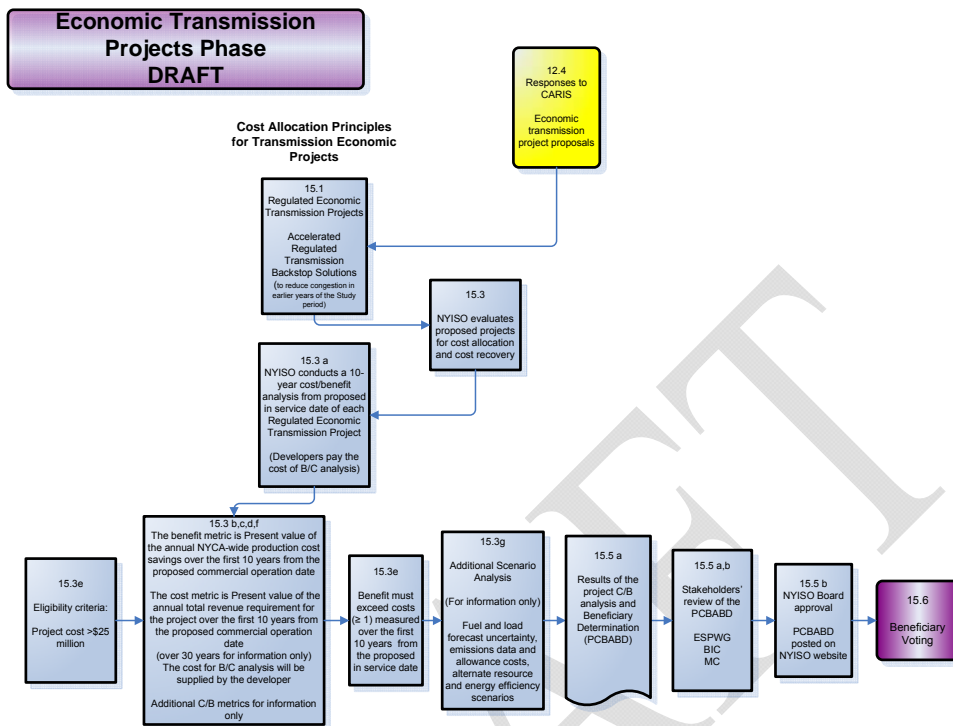 Economic Transmission
Projects Phase
DRAFT
12.4
Responses to
CARIS
Economic
transmission
project proposals
Cost Allocation Principles
for Transmission Economic
Projects
15.1
Regulated Economic
Transmission Projects
Accelerated
Regulated
Transmission
Backstop Solutions
(to reduce congestion in
earlier years of the Study
period)
15.3
NYISO evaluates
proposed projects
for cost allocation
and cost recovery
15.3 a
NYISO conducts a 10-
year cost/benefit
analysis from proposed
in service date of each
Regulated Economic
Transmission Project
(Developers pay the
cost of B/C analysis)
15.3e
Eligibility criteria:
Project cost >$25
million
15.3 b,c,d,f
The benefit metric is Present value of
the annual NYCA-wide production cost
savings over the first 10 years from the
proposed commercial operation date
The cost metric is Present value of the
annual total revenue requirement for
the project over the first 10 years from
the proposed commercial operation
date
(over 30 years for information only)
The cost for B/C analysis will be
supplied by the developer
Additional C/B metrics for information
only
15.3e
Benefit must
exceed costs
(≥ 1) measured
over the first
10 years from
the proposed
in service date
15.3g
Additional Scenario
Analysis
(For information only)
Fuel and load
forecast uncertainty,
emissions data and
allowance costs,
alternate resource
and energy efficiency
scenarios
15.5 a
Results of the
project C/B
analysis and
Beneficiary
Determination
(PCBABD)
15.5 a,b
Stakeholders'
review of the
PCBABD
ESPWG
BIC
MC
15.5 b
NYISO Board
approval
PCBABD
posted on
NYISO website
15.6
Beneficiary
Voting
AFT